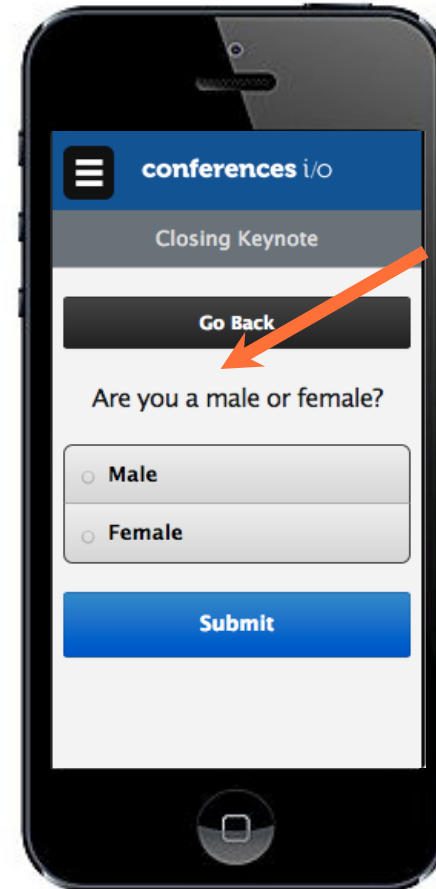 conferences i/o
Closing Keynote
Go Back
Are you a male or female?
Male
Female
Submit